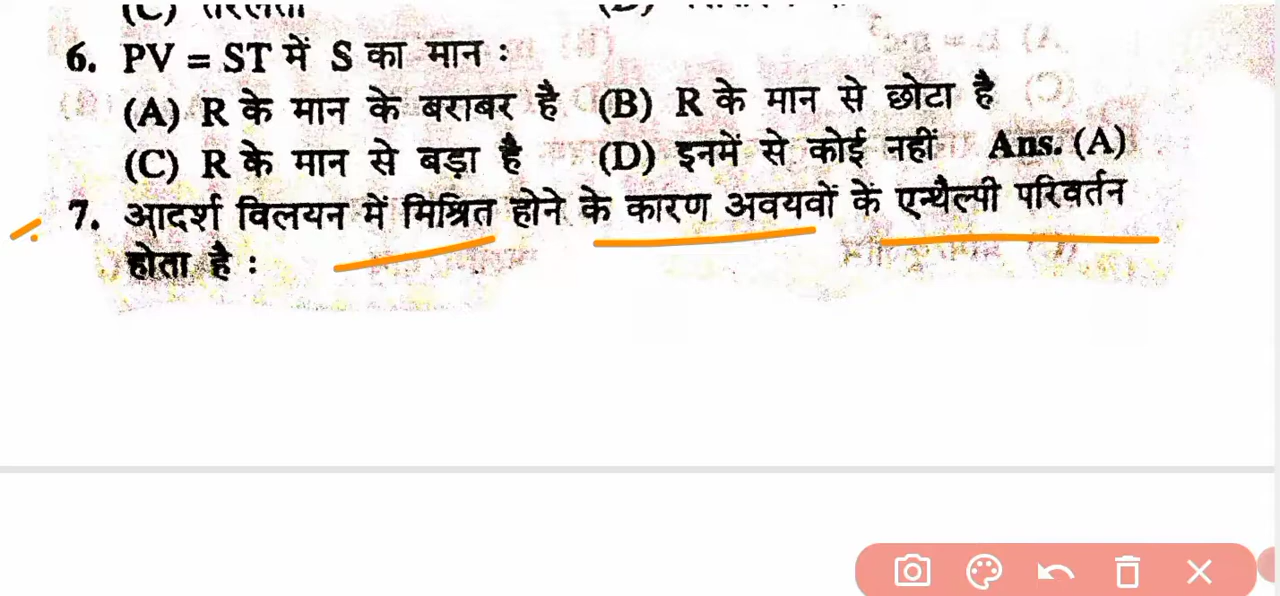 6. PV = ST में S का मान :
(A) R के मान के बराबर है (B) R के मान से छोटा है
(C) R के मान से बड़ा है (D) इनमें से कोई नहीं Ans. (A)
7. आदर्श विलयन में मिश्रित होने के कारण अवयवों के एन्थैल्पी परिवर्तन
होता है :